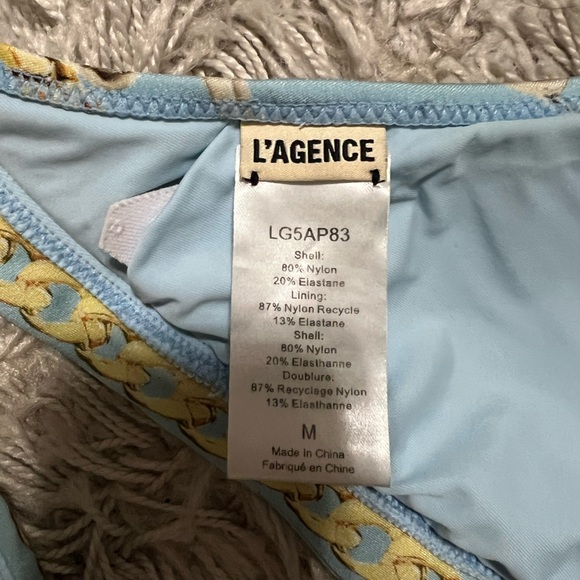 L'AGENCE
LG5AP83
Shell:
80% Nylon
20% Elastane
Lining:
87% Nylon Recycle
13% Elastane
Shell:
80% Nylon
20% Elasthanne
Doublure:
87% Recyclage Nylon
13% Elasthanne
M
Made In China
Fabriqué en Chine